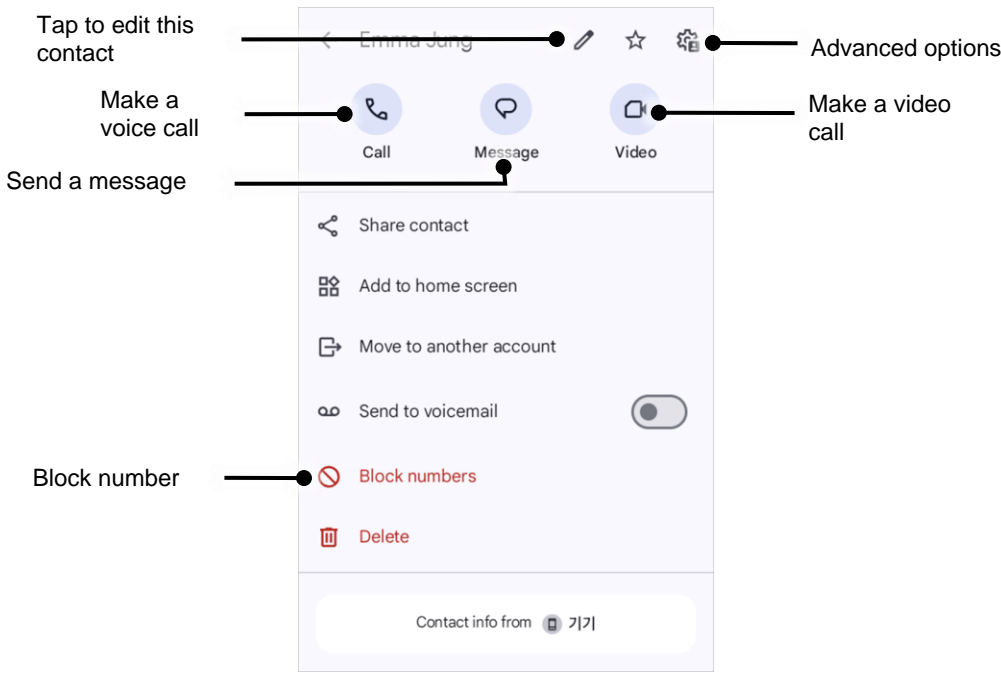 Tap to edit this
contact
Emma Jung
Advanced options
Make a
voice call
Make a video
call
Call
Message
Video
Send a message
Share contact
Add to home screen
Move to another account
Send to voicemail
Block number
Block numbers
Delete
Contact info from 기기